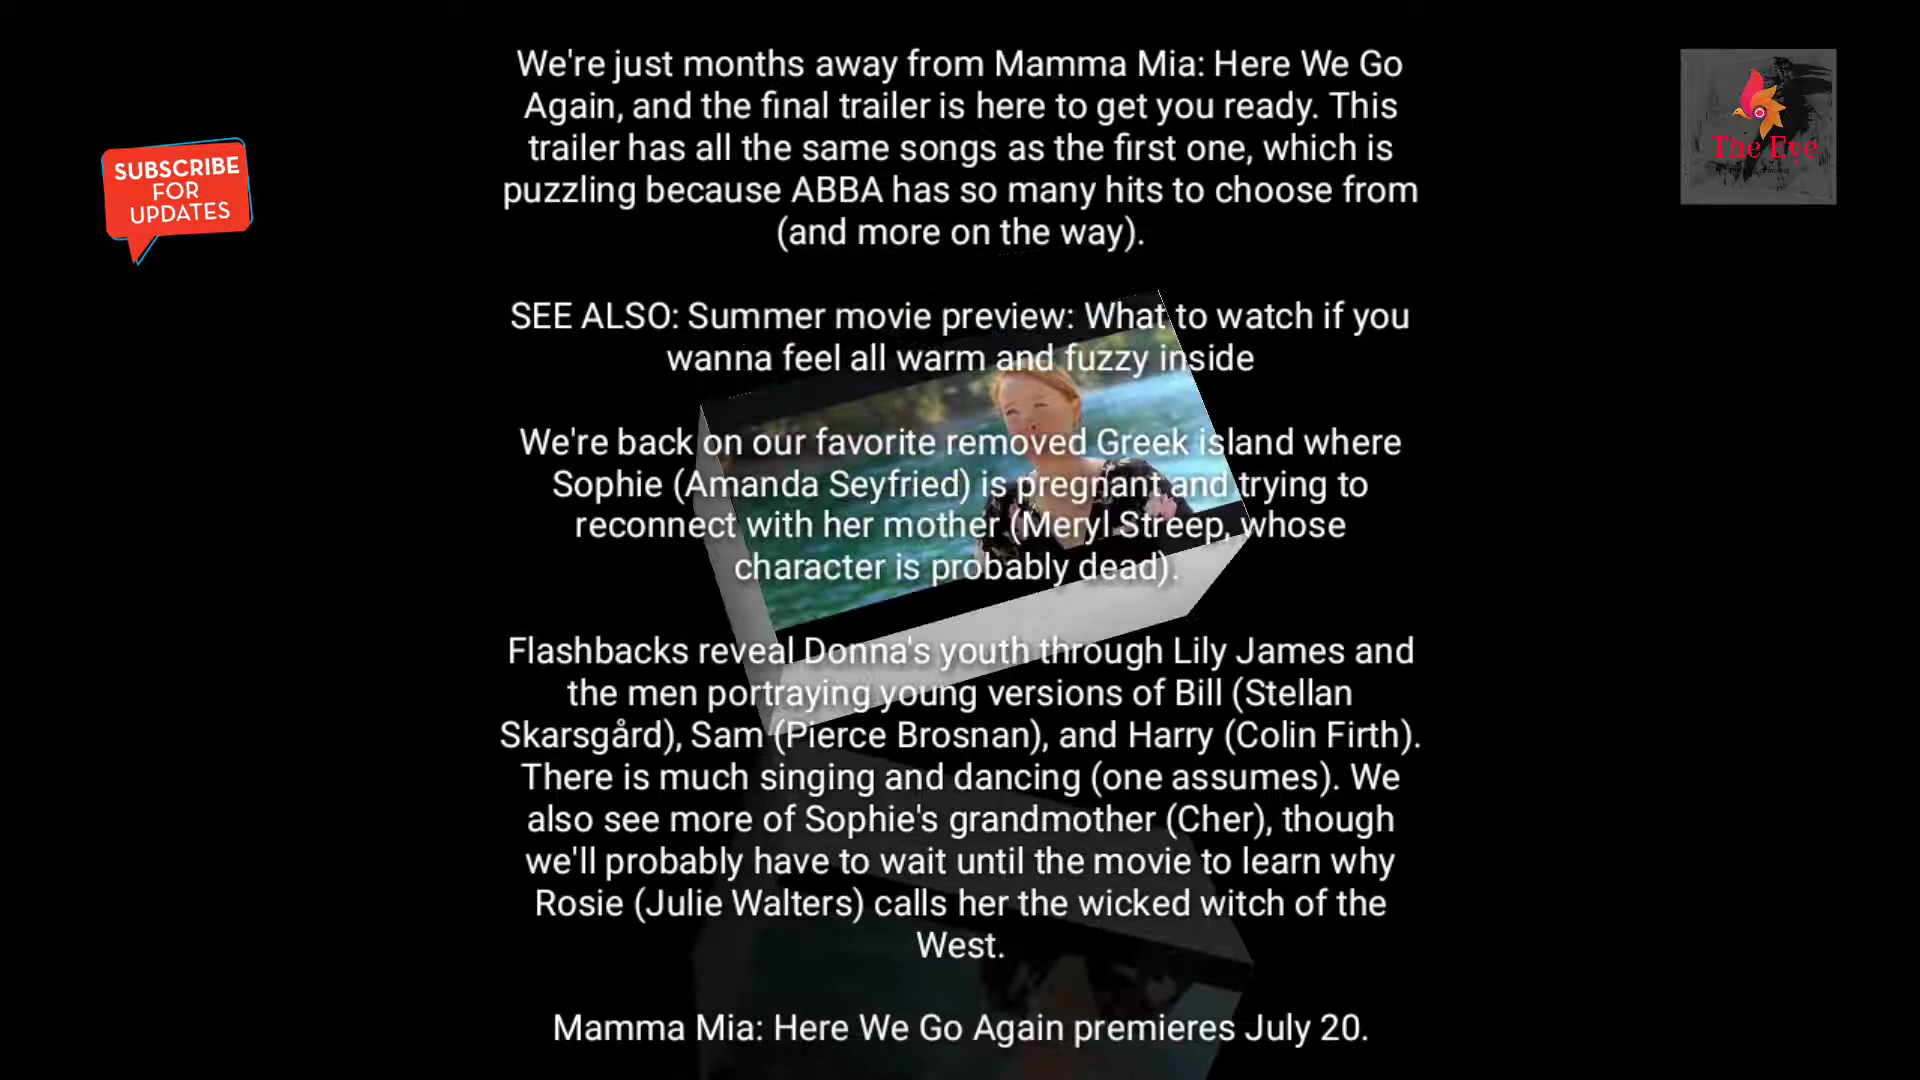 We're just months away from Mamma Mia: Here We Go
Again, and the final trailer is here to get you ready. This
trailer has all the same songs as the first one, which is
puzzling because ABBA has so many hits to choose from
(and more on the way).
SUBSCRIBE
FOR
UPDATES
The Eye
SEE ALSO: Summer movie preview: What to watch if you
wanna feel all warm and fuzzy inside
We're back on our favorite removed Greek island where
Sophie (Amanda Seyfried) is pregnant and trying to
reconnect with her mother (Meryl Streep, whose
character is probably dead).
Flashbacks reveal Donna's youth through Lily James and
the men portraying young versions of Bill (Stellan
Skarsgård), Sam (Pierce Brosnan), and Harry (Colin Firth).
There is much singing and dancing (one assumes). We
also see more of Sophie's grandmother (Cher), though
we'll probably have to wait until the movie to learn why
Rosie (Julie Walters) calls her the wicked witch of the
West.
Mamma Mia: Here We Go Again premieres July 20.